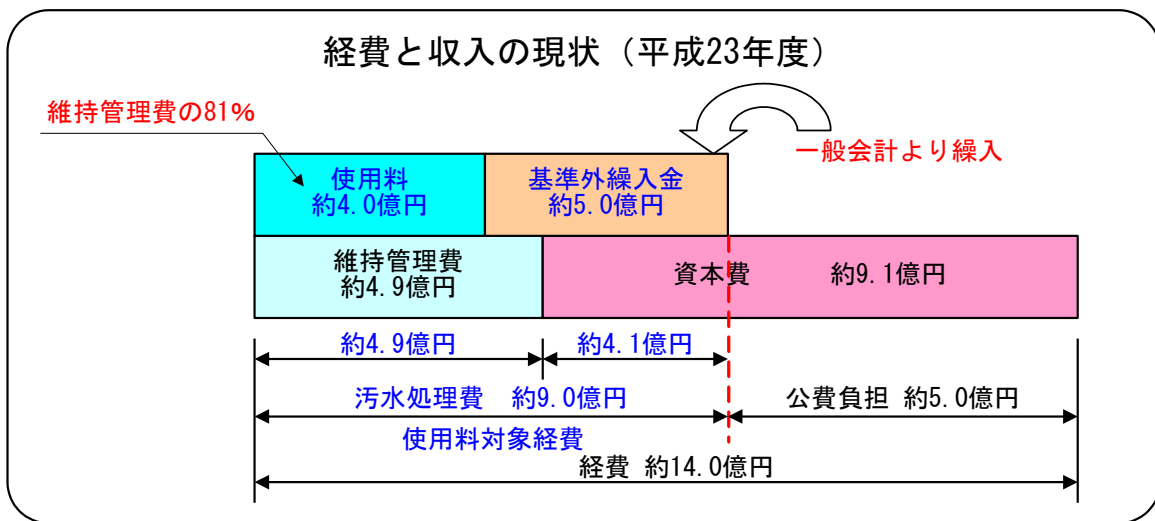 経費と収入の現状（平成23年度）
維持管理費の81%
一般会計より繰入
使用料
約4.0億円
基準外繰入金
約5.0億円
維持管理費
約4.9億円
資本費 約9.1億円
約4.9億円
約4.1億円
汚水処理費 約9.0億円
公費負担 約5.0億円
使用料対象経費
経費 約14.0億円